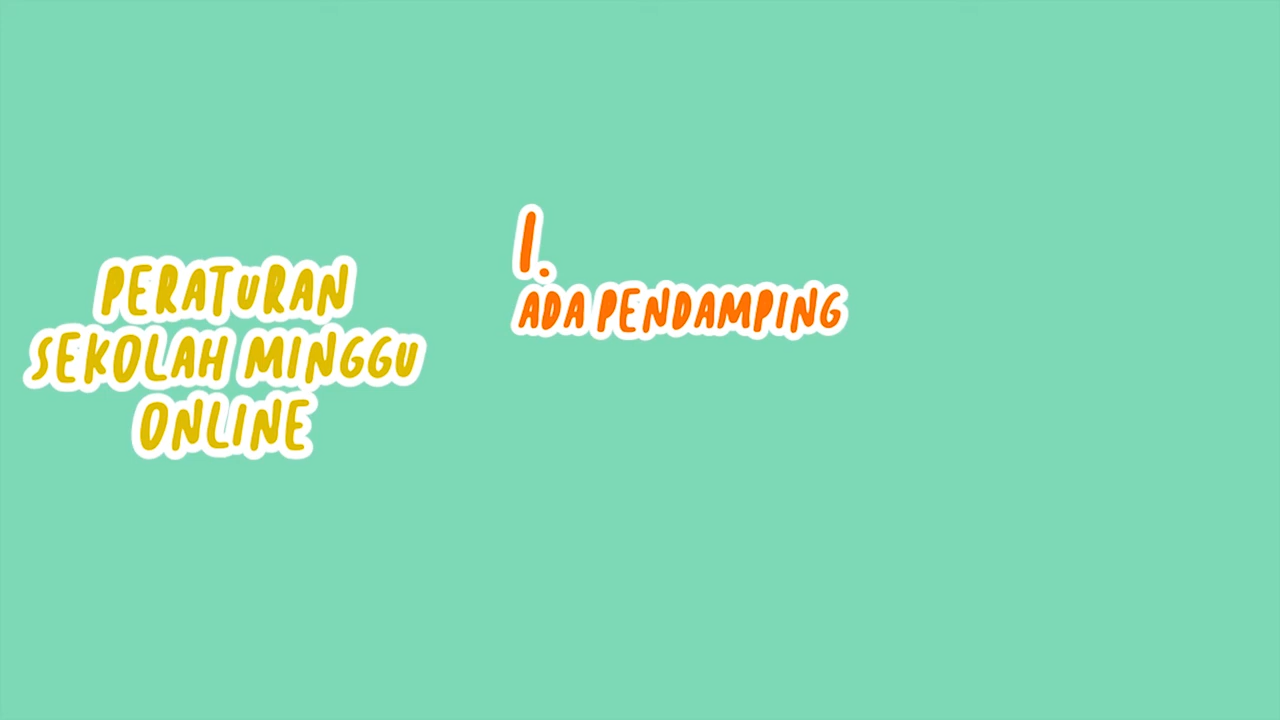 PERATURAN
SEKOLAH MINGGU
ONLINE
1.
ADA PENDAMPING